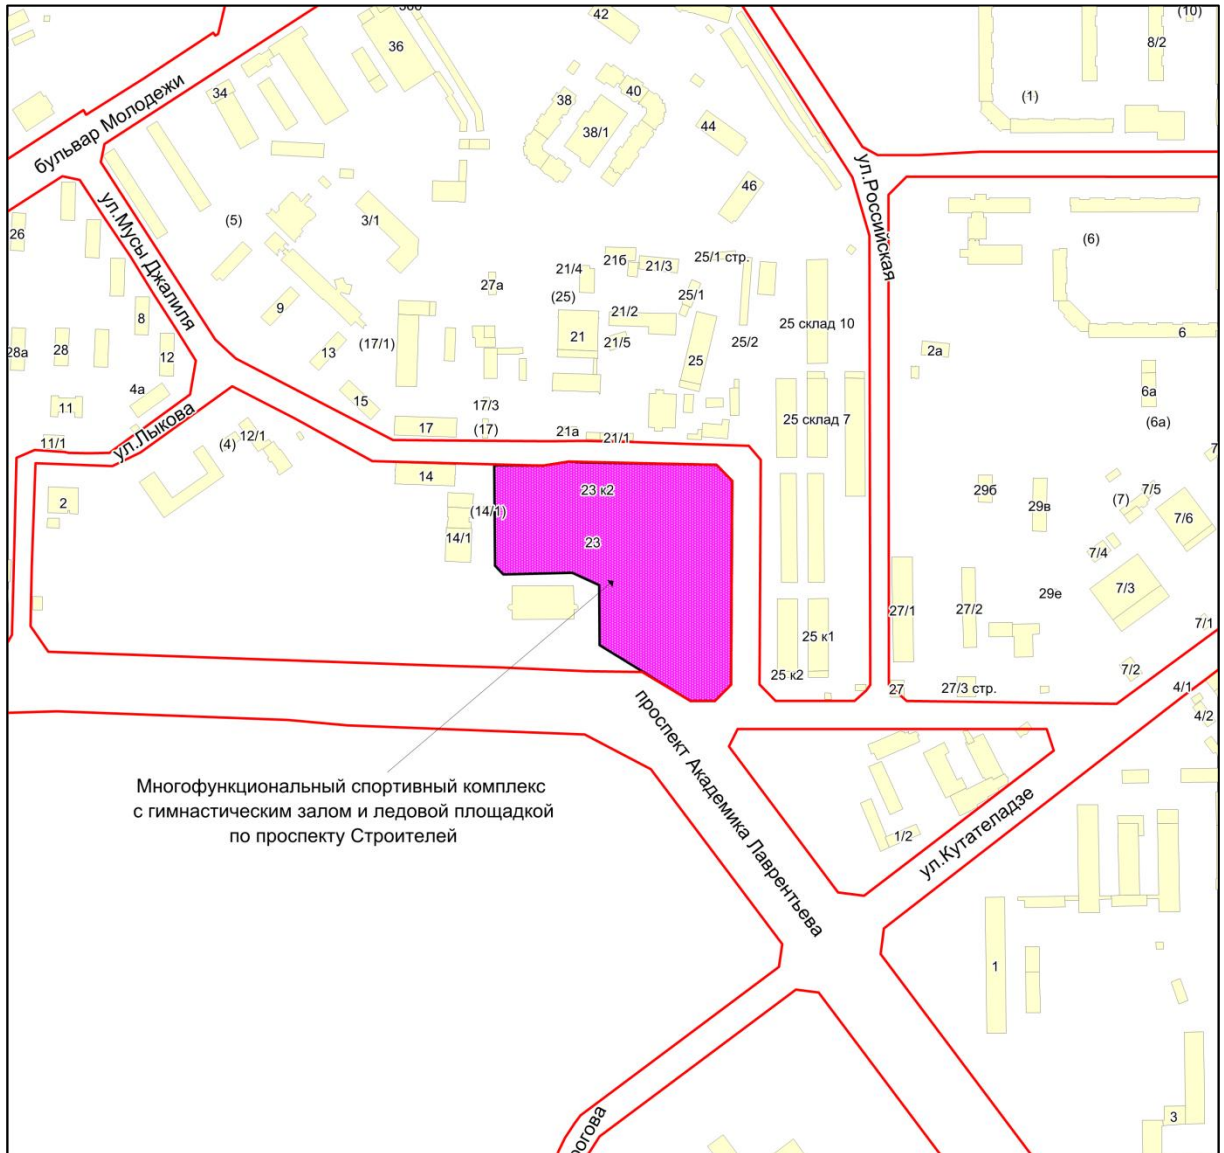 42
36
(10)
8/2
34
38
40
38/1
44
(1)
бульвар Молодежи
46
ул.Российская
ул.Мусы Джалиля
26
(5)
3/1
(6)
21б
21/4
21/3
25/1 стр.
27а
(25)
25/1
9
8
21/2
25 склад 10
6
28а
28
12
13
(17/1)
21
21/5
25/2
25
2а
4а
15
17/3
6а
11
17
(17)
21а
21/1
25 склад 7
(6а)
11/1
ул.Лыкова
(4)
12/1
7
14
23 к2
29б
7/5
2
(14/1)
29в
(7)
7/6
14/1
23
7/4
7/3
29е
27/1
27/2
7/1
25 к1
25 к2
7/2
27
27/3 стр.
4/1
4/2
проспект Академика Лаврентьева
Многофункциональный спортивный комплекс
с гимнастическим залом и ледовой площадкой
по проспекту Строителей
ул.Кутателадзе
1/2
1
3
рогова